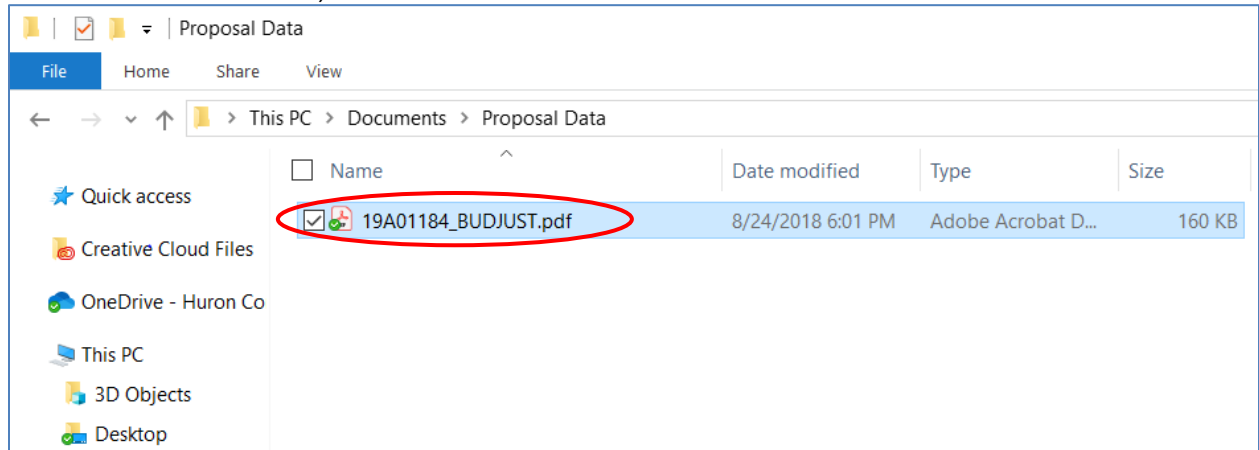 Proposal Data
File Home Share View
This PC > Documents > Proposal Data
Name Date modified Type Size
Quick access
19A01184_BUDJUST.pdf 8/24/2018 6:01 PM Adobe Acrobat D... 160 KB
Creative Cloud Files
OneDrive - Huron Co
This PC
3D Objects
Desktop